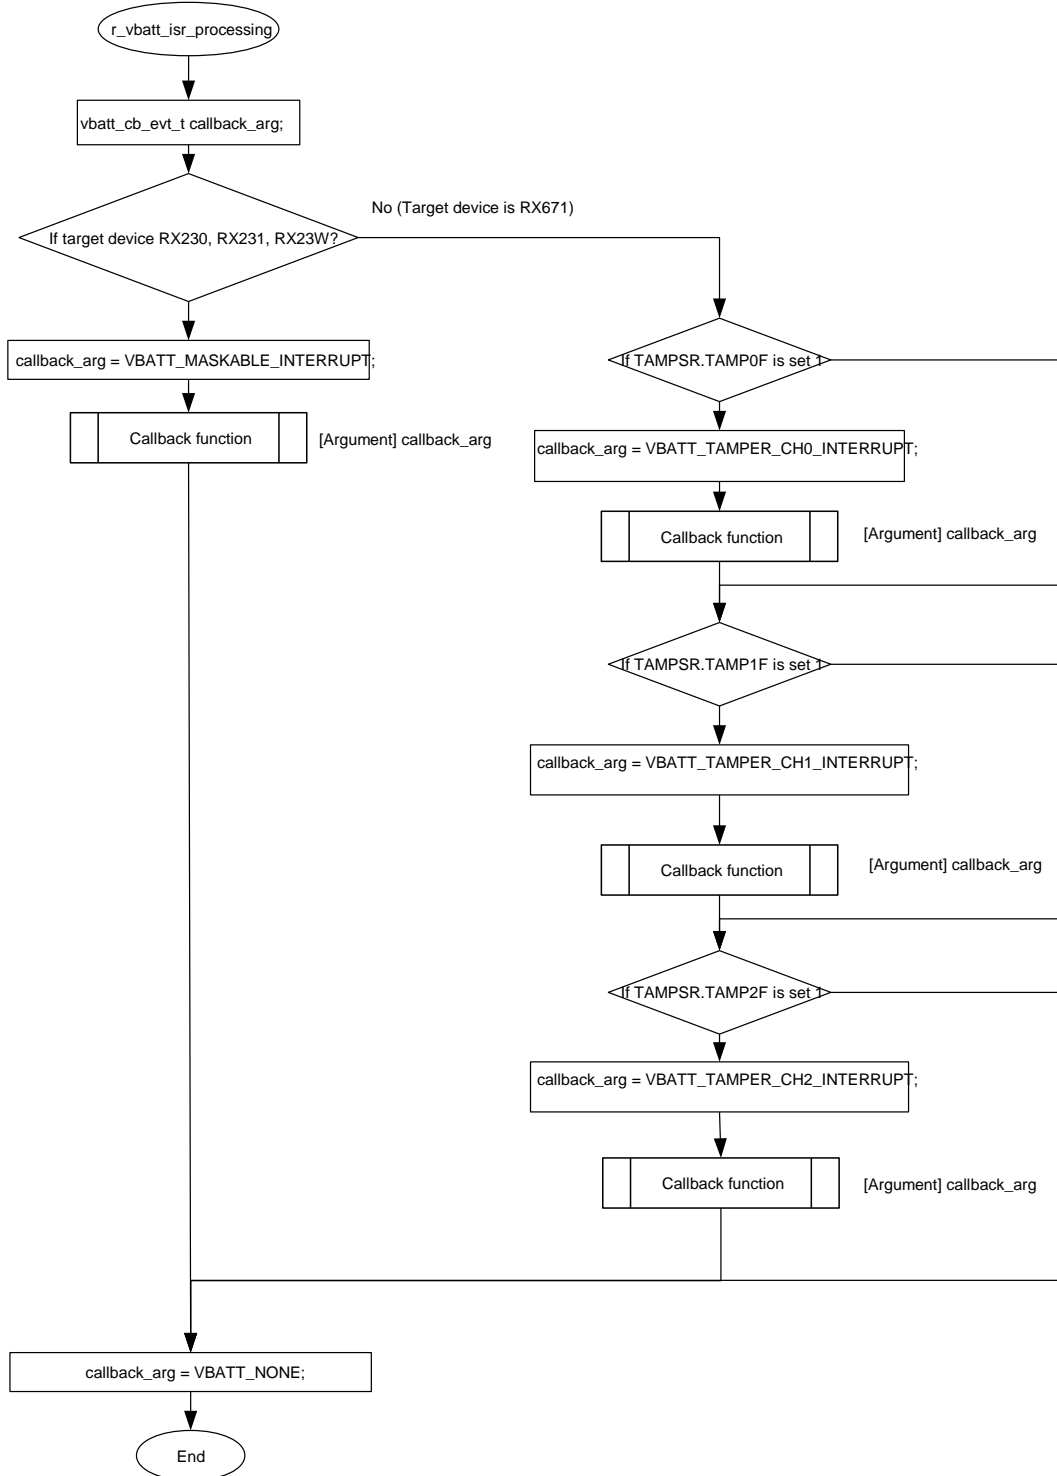 r_vbatt_isr_processing
vbatt_cb_evt_t callback_arg;
No (Target device is RX671)
If target device RX230, RX231, RX23W?
callback_arg = VBATT_MASKABLE_INTERRUPT;
Callback function
[Argument] callback_arg
If TAMPSR.TAMP0F is set 1
callback_arg = VBATT_TAMPER_CH0_INTERRUPT;
Callback function
[Argument] callback_arg
If TAMPSR.TAMP1F is set 1
callback_arg = VBATT_TAMPER_CH1_INTERRUPT;
Callback function
[Argument] callback_arg
If TAMPSR.TAMP2F is set 1
callback_arg = VBATT_TAMPER_CH2_INTERRUPT;
Callback function
[Argument] callback_arg
callback_arg = VBATT_NONE;
End